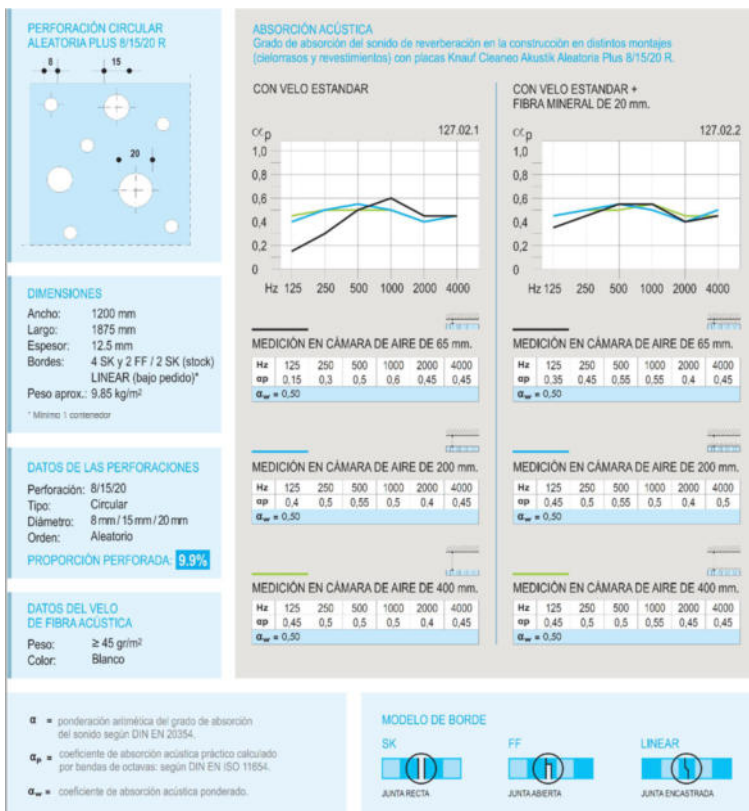 PERFORACIÓN CIRCULAR
ALEATORIA PLUS 8/15/20 R
8
15
20
DIMENSIONES
Ancho: 1200 mm
Largo: 1875 mm
Espesor: 12.5 mm
Bordes: 4 SK y 2 FF / 2 SK (stock)
LINEAR (bajo pedido)*
Peso aprox.: 9.85 kg/m²
* Mínimo 1 contenedor
DATOS DE LAS PERFORACIONES
Perforación: 8/15/20
Tipo: Circular
Diámetro: 8 mm / 15 mm / 20 mm
Orden: Aleatorio
PROPORCIÓN PERFORADA: 9.9%
DATOS DEL VELO
DE FIBRA ACÚSTICA
Peso: ≥ 45 gr/m²
Color: Blanco
ABSORCIÓN ACÚSTICA
Grado de absorción del sonido de reverberación en la construcción en distintos montajes
(cielorrasos y revestimientos) con placas Knauf Cleaneo Akustik Aleatoria Plus 8/15/20 R.
CON VELO ESTANDAR
αp 127.02.1
1,0
0,8
0,6
0,4
0,2
0
Hz 125 250 500 1000 2000 4000
MEDICIÓN EN CÁMARA DE AIRE DE 65 mm.
Hz 125 250 500 1000 2000 4000
αp 0,15 0,3 0,5 0,6 0,45 0,45
αw = 0,50
MEDICIÓN EN CÁMARA DE AIRE DE 200 mm.
Hz 125 250 500 1000 2000 4000
αp 0,4 0,5 0,55 0,5 0,4 0,45
αw = 0,50
MEDICIÓN EN CÁMARA DE AIRE DE 400 mm.
Hz 125 250 500 1000 2000 4000
αp 0,45 0,5 0,5 0,5 0,4 0,45
αw = 0,50
CON VELO ESTANDAR +
FIBRA MINERAL DE 20 mm.
αp 127.02.2
1,0
0,8
0,6
0,4
0,2
0
Hz 125 250 500 1000 2000 4000
MEDICIÓN EN CÁMARA DE AIRE DE 65 mm.
Hz 125 250 500 1000 2000 4000
αp 0,35 0,45 0,55 0,55 0,4 0,45
αw = 0,50
MEDICIÓN EN CÁMARA DE AIRE DE 200 mm.
Hz 125 250 500 1000 2000 4000
αp 0,45 0,5 0,55 0,5 0,4 0,5
αw = 0,50
MEDICIÓN EN CÁMARA DE AIRE DE 400 mm.
Hz 125 250 500 1000 2000 4000
αp 0,45 0,5 0,5 0,55 0,45 0,45
αw = 0,50
α = ponderación aritmética del grado de absorción
del sonido según DIN EN 20354.
αp = coeficiente de absorción acústica práctico calculado
por bandas de octavas: según DIN EN ISO 11654.
αw = coeficiente de absorción acústica ponderado.
MODELO DE BORDE
SK
JUNTA RECTA
FF
JUNTA ABIERTA
LINEAR
JUNTA ENCASTRADA